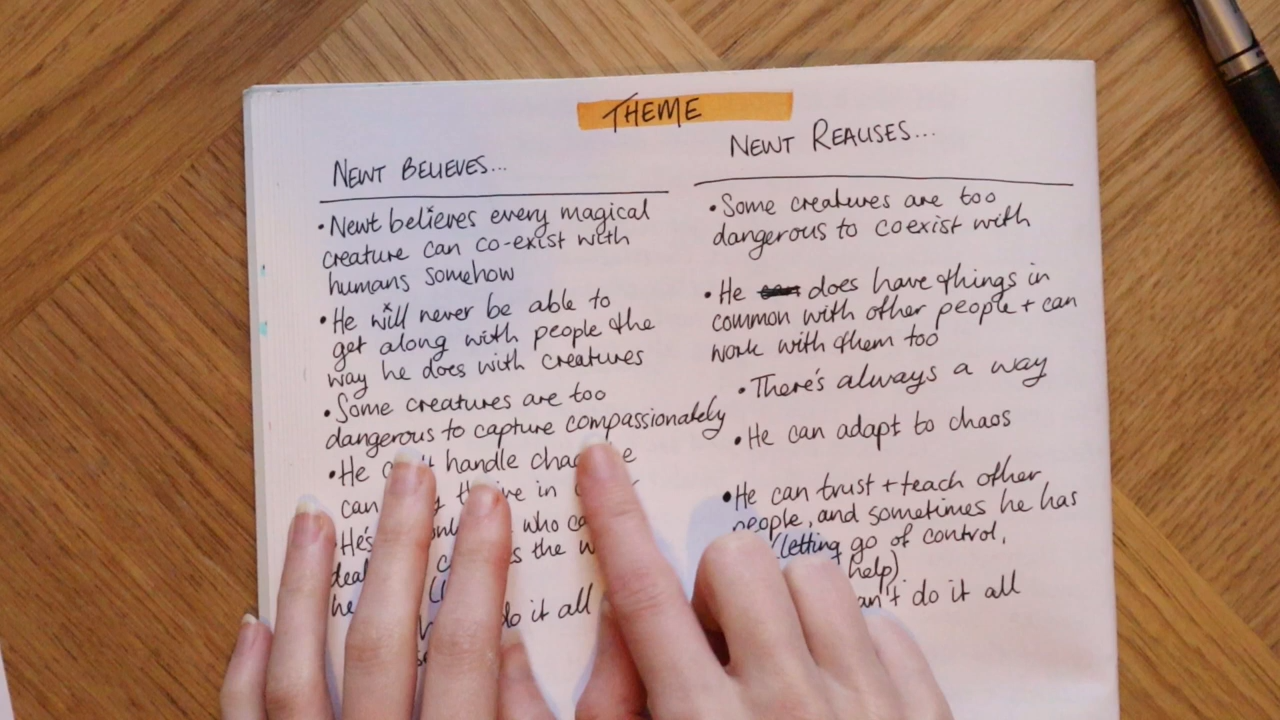 THEME
NEWT BELIEVES...
•Newt believes every magical
creature can co-exist with
humans somehow
•He will never be able to
get along with people the
way he does with creatures
•Some creatures are too
dangerous to capture compassionately
•He handle
can in
•He's who
the
he
do it all
NEWT REALISES...
•Some creatures are too
dangerous to coexist with
•He does have things in
common with other people + can
work with them too
•There's always a way
•He can adapt to chaos
•He can trust + teach other
people, and sometimes he has
(letting go of control,
help)
can't do it all